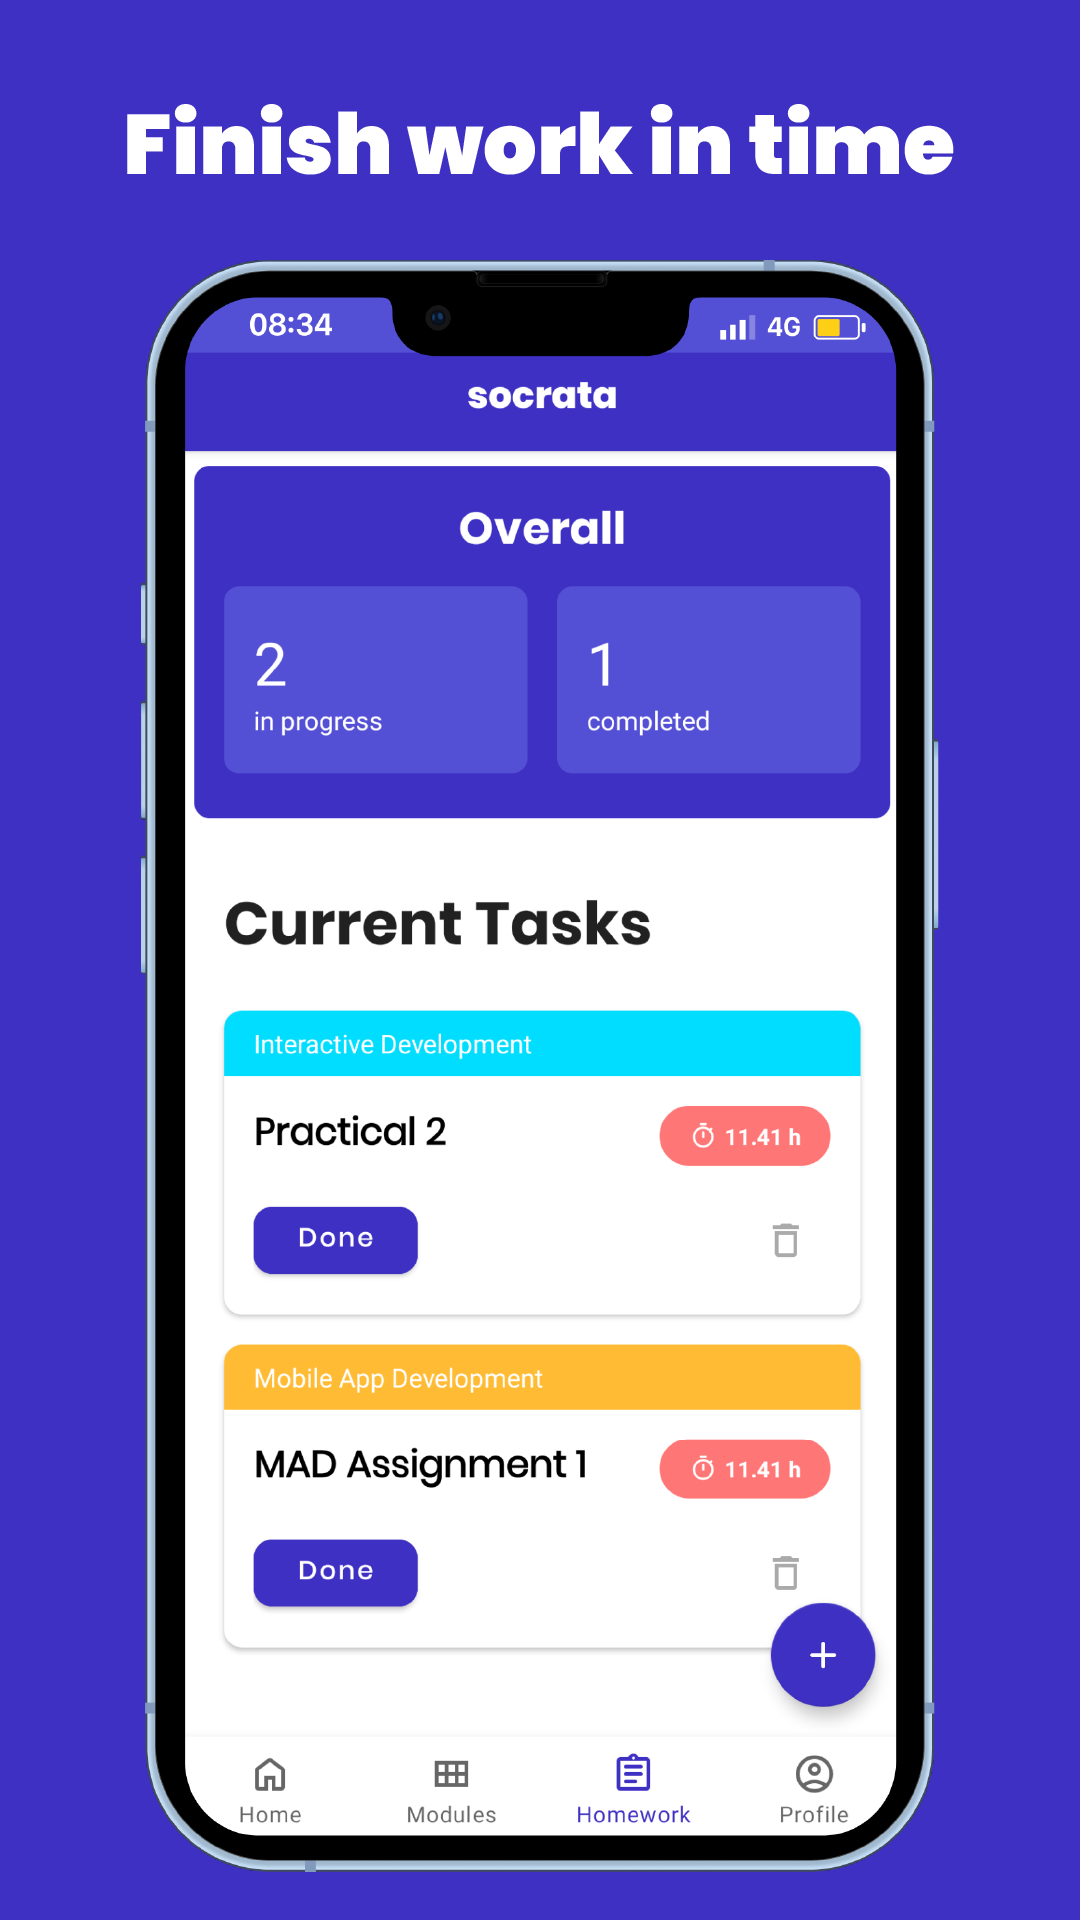 Finish work in time
08:34
4G
socrata
Overall
2
in progress
1
completed
Current Tasks
Interactive Development
Practical 2
11.41 h
Done
Mobile App Development
MAD Assignment 1
11.41 h
Done
+
Home
Modules
Homework
Profile